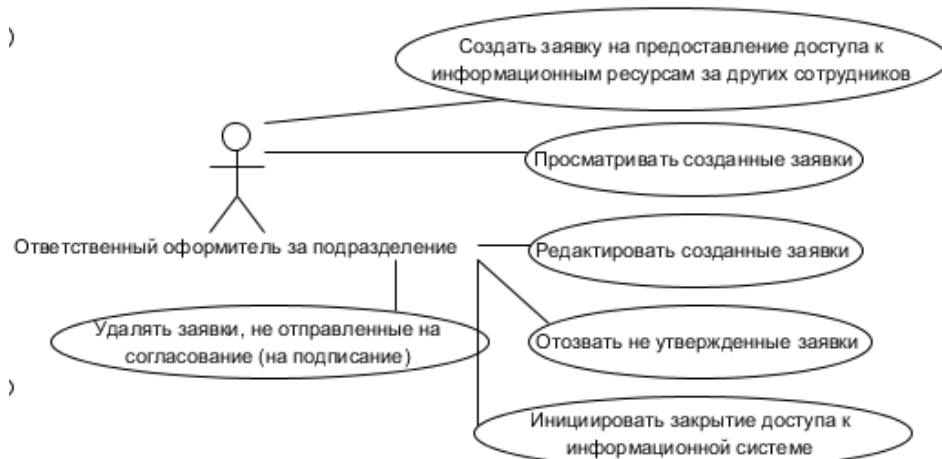 Создать заявку на предоставление доступа к
информационным ресурсам за других сотрудников
Просматривать созданные заявки
Ответственный оформитель за подразделение
Редактировать созданные заявки
Удалять заявки, не отправленные на
согласование (на подписание)
Отозвать не утвержденные заявки
Инициировать закрытие доступа к
информационной системе